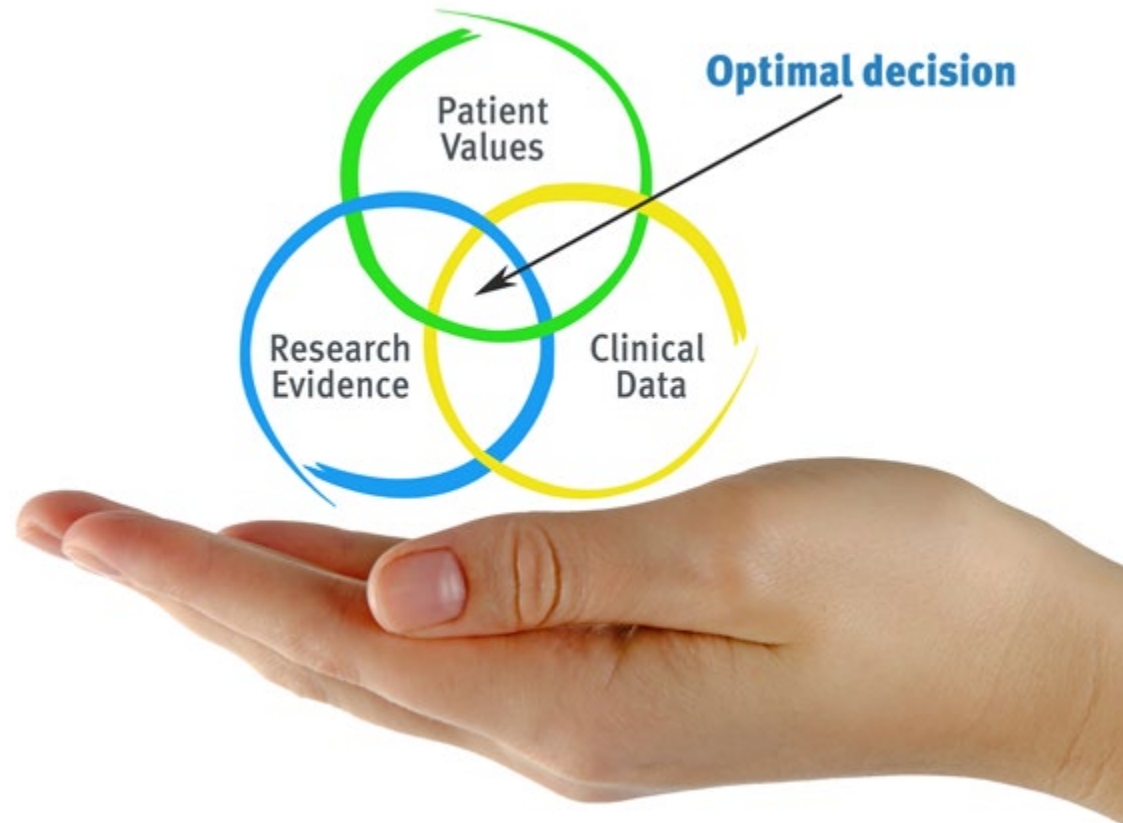 Optimal decision
Patient
Values
Research
Evidence
Clinical
Data